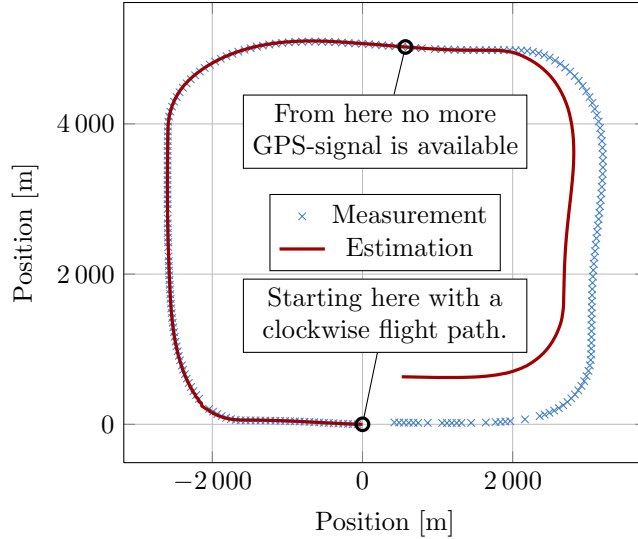 4 000
2 000
0
Position [m]
From here no more
GPS-signal is available
Measurement
Estimation
Starting here with a
clockwise flight path.
−2 000
0
2 000
Position [m]